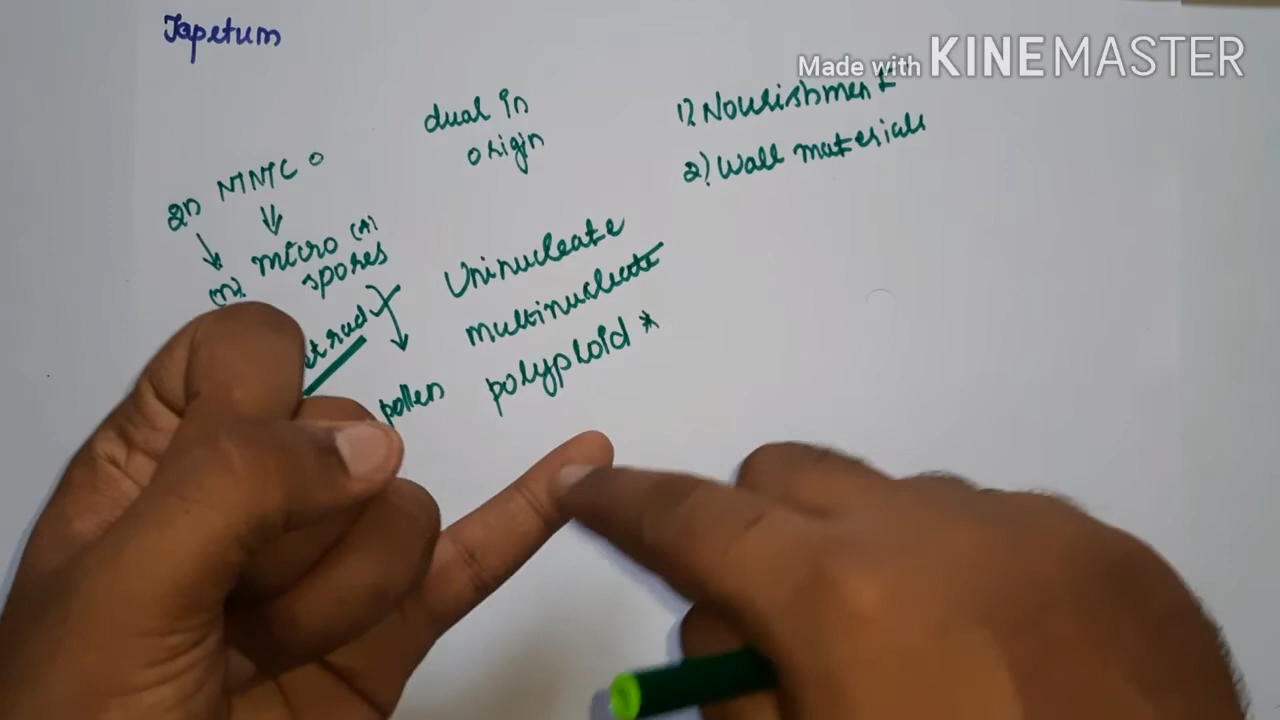 Tapetum
Made with KINEMASTER
dual in
origin
1) Nourishment
2) Wall materials
2n MMC
micro (n)
spores
(n)
pollen
Uninucleate
multinucleate
polyploid *